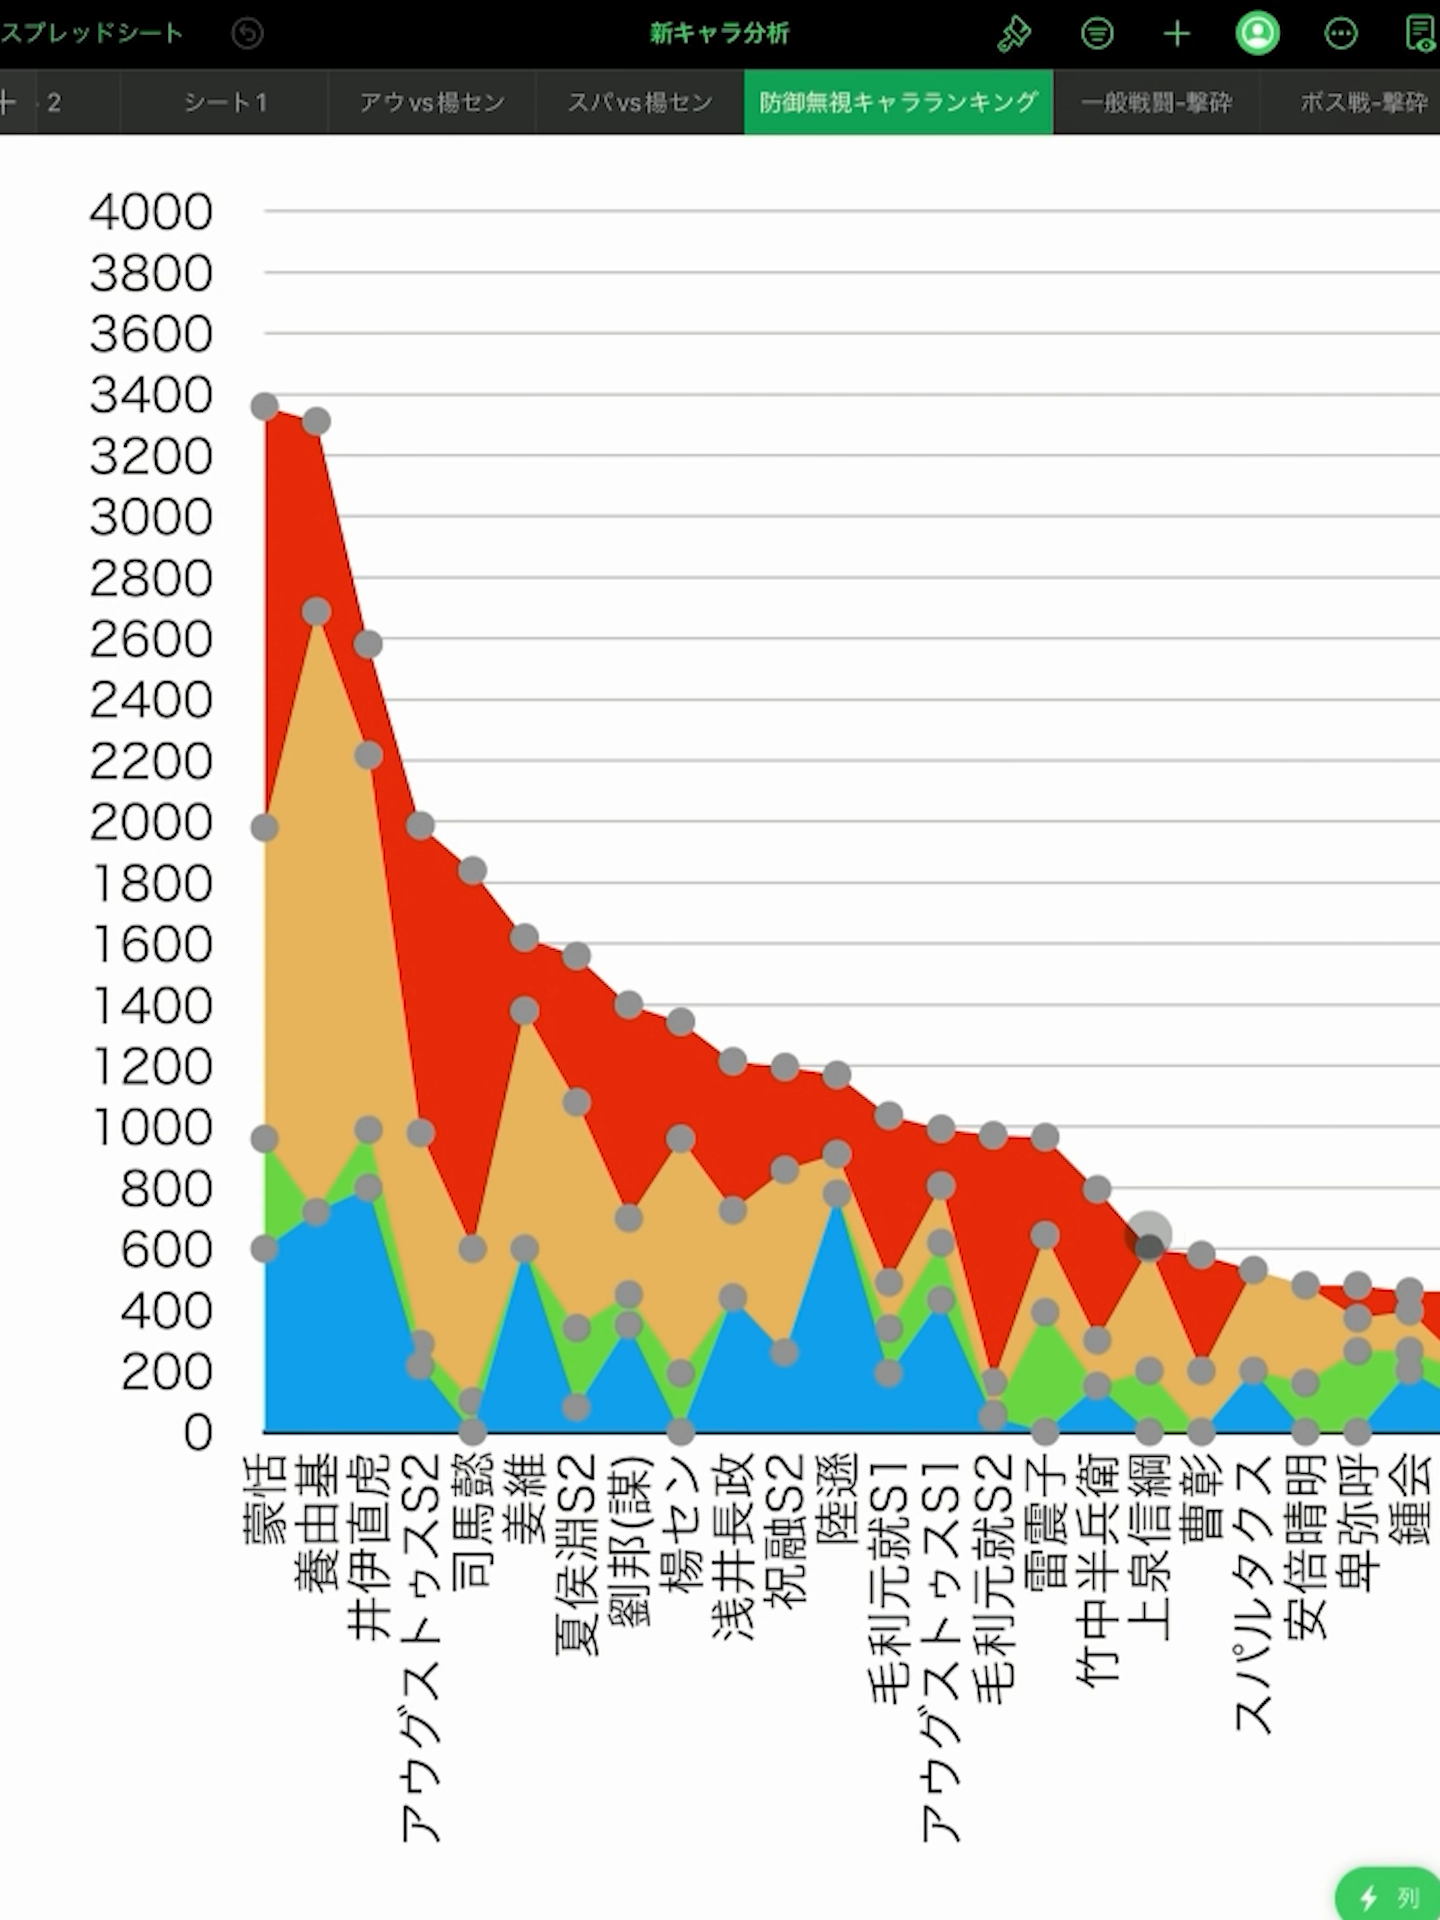 スプレッドシート
新キャラ分析
2
シート1
アウvs楊セン
スパvs楊セン
防御無視キャラランキング
一般戦闘-撃砕
ボス戦-撃砕
4000
3800
3600
3400
3200
3000
2800
2600
2400
2200
2000
1800
1600
1400
1200
1000
800
600
400
200
0
蒙恬
養由基
井伊直虎
アウグストゥスS2
司馬懿
姜維
夏侯淵S2
劉邦(謀)
楊セン
浅井長政
祝融S2
陸遜
毛利元就S1
アウグストゥスS1
毛利元就S2
雷震子
竹中半兵衛
上泉信綱
曹彰
スパルタクス
安倍晴明
卑弥呼
鍾会
列